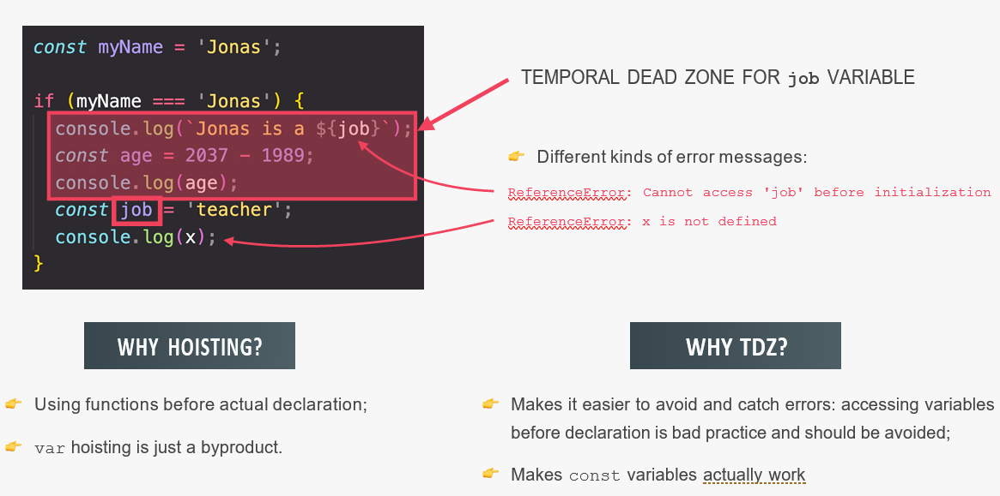 const myName = 'Jonas';
if (myName === 'Jonas') {
console.log(`Jonas is a ${job}`);
const age = 2037 - 1989;
console.log(age);
const job = 'teacher';
console.log(x);
}
TEMPORAL DEAD ZONE FOR job VARIABLE
👉 Different kinds of error messages:
ReferenceError: Cannot access 'job' before initialization
ReferenceError: x is not defined
WHY HOISTING?
👉 Using functions before actual declaration;
👉 var hoisting is just a byproduct.
WHY TDZ?
👉 Makes it easier to avoid and catch errors: accessing variables
before declaration is bad practice and should be avoided;
👉 Makes const variables actually work